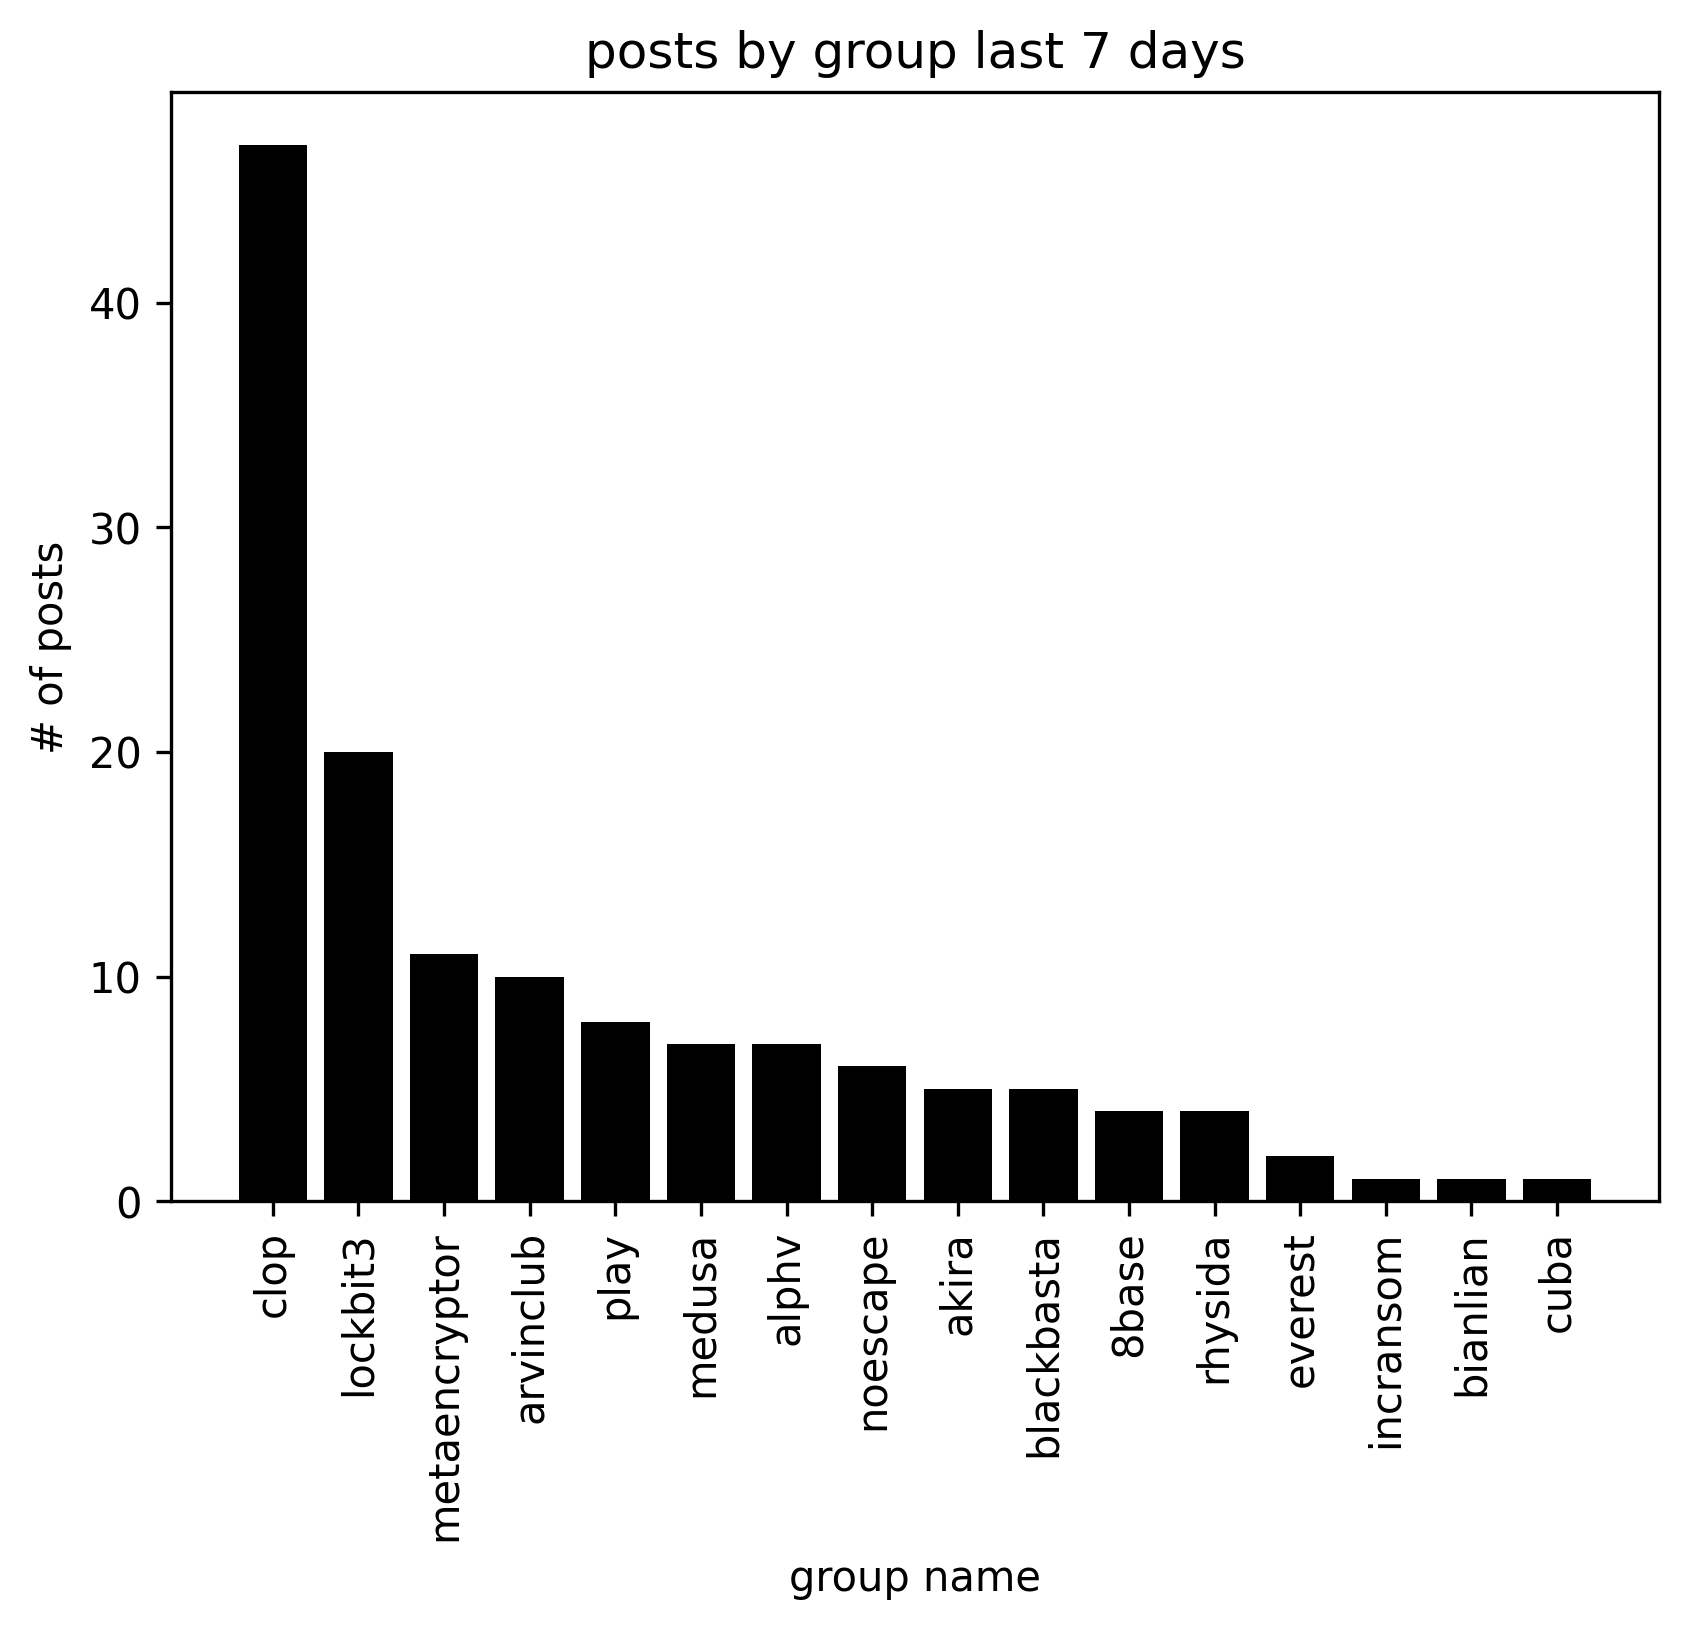 posts by group last 7 days
# of posts
40
30
20
10
0
clop
lockbit3
metaencryptor
arvinclub
play
medusa
alphv
noescape
akira
blackbasta
8base
rhysida
everest
incransom
bianlian
cuba
group name